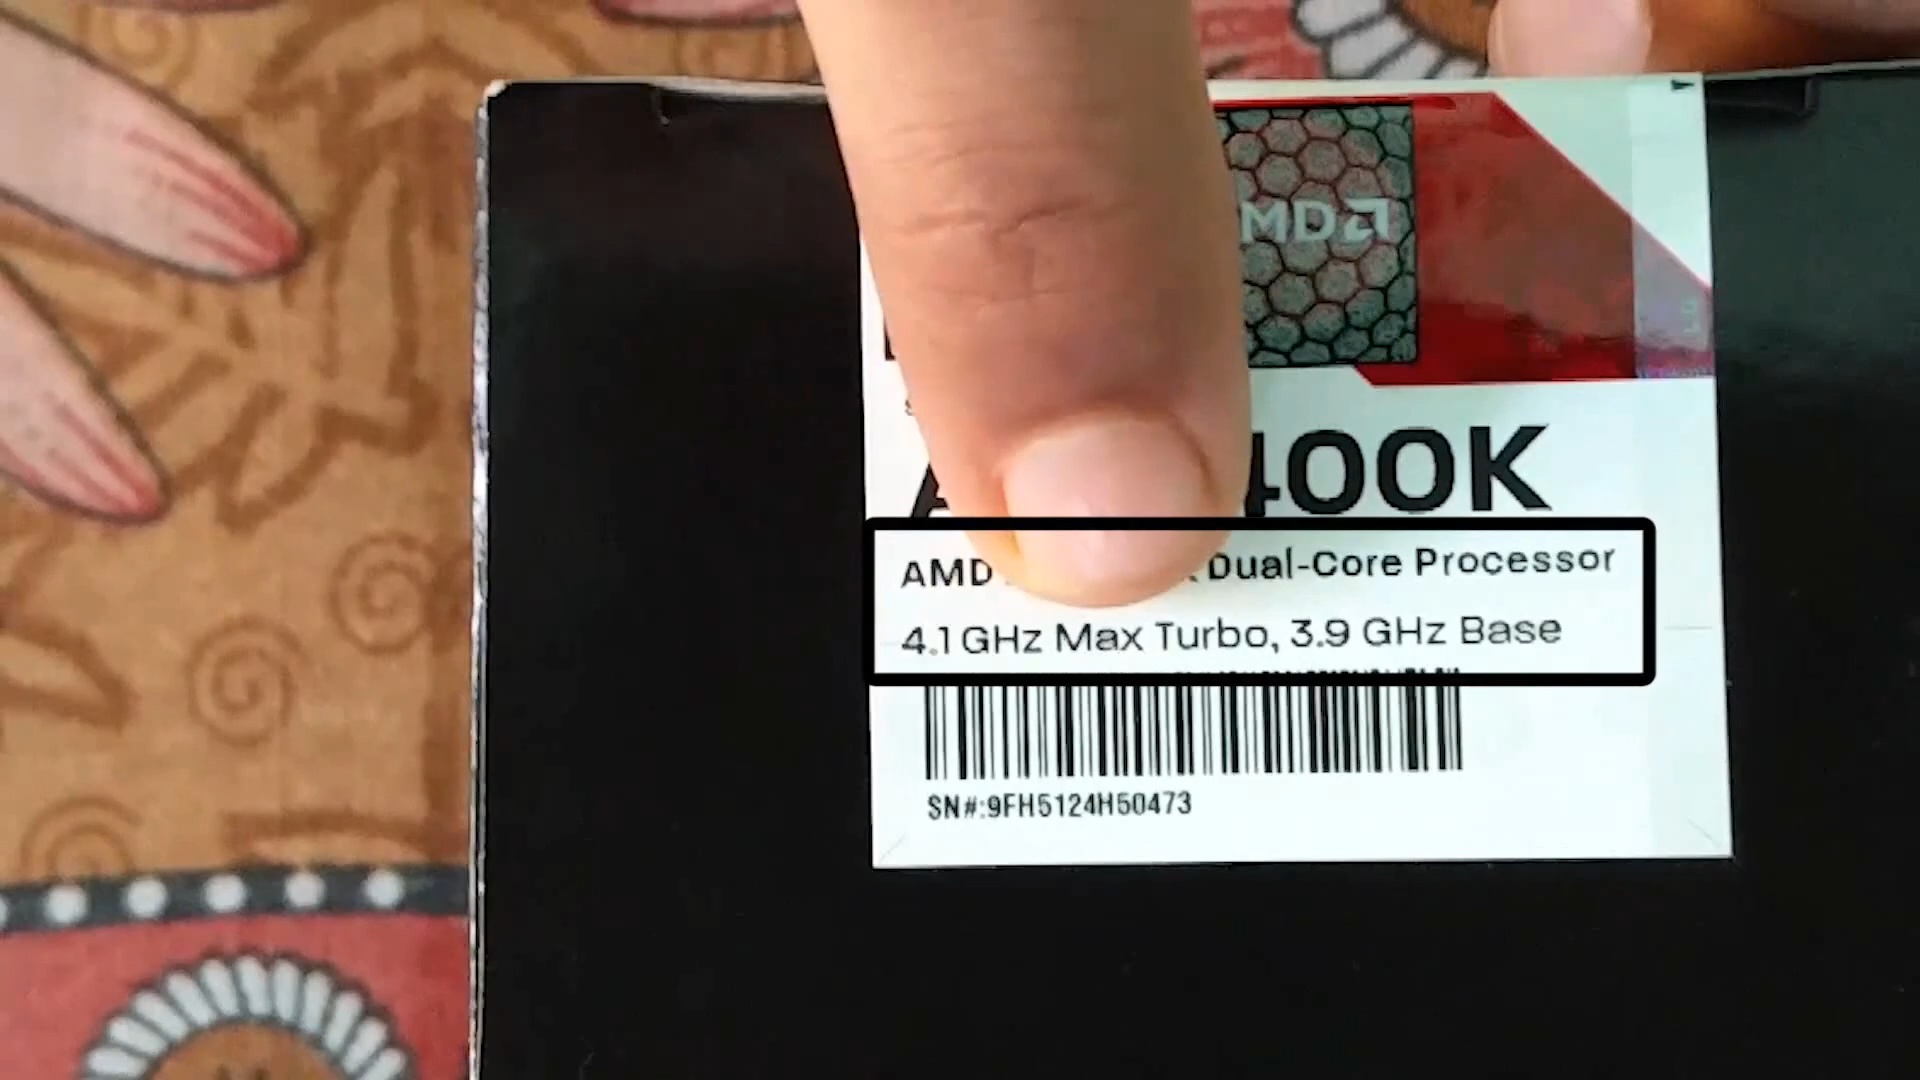 AMD
400K
AMD Dual-Core Processor
4.1 GHz Max Turbo, 3.9 GHz Base
SN#:9FH5124H50473